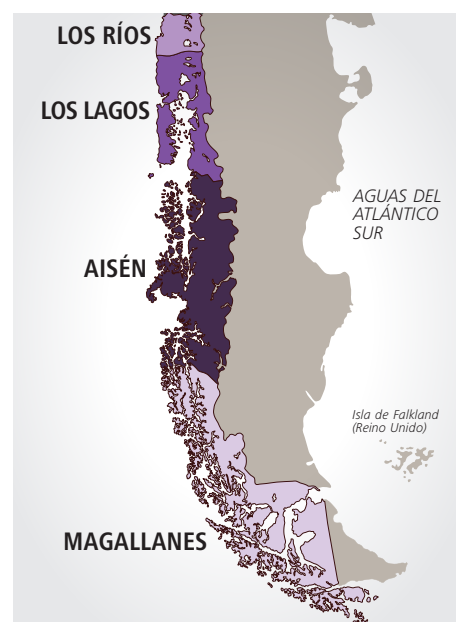 LOS RÍOS
LOS LAGOS
AGUAS DEL
ATLÁNTICO
SUR
AISÉN
Isla de Falkland
(Reino Unido)
MAGALLANES